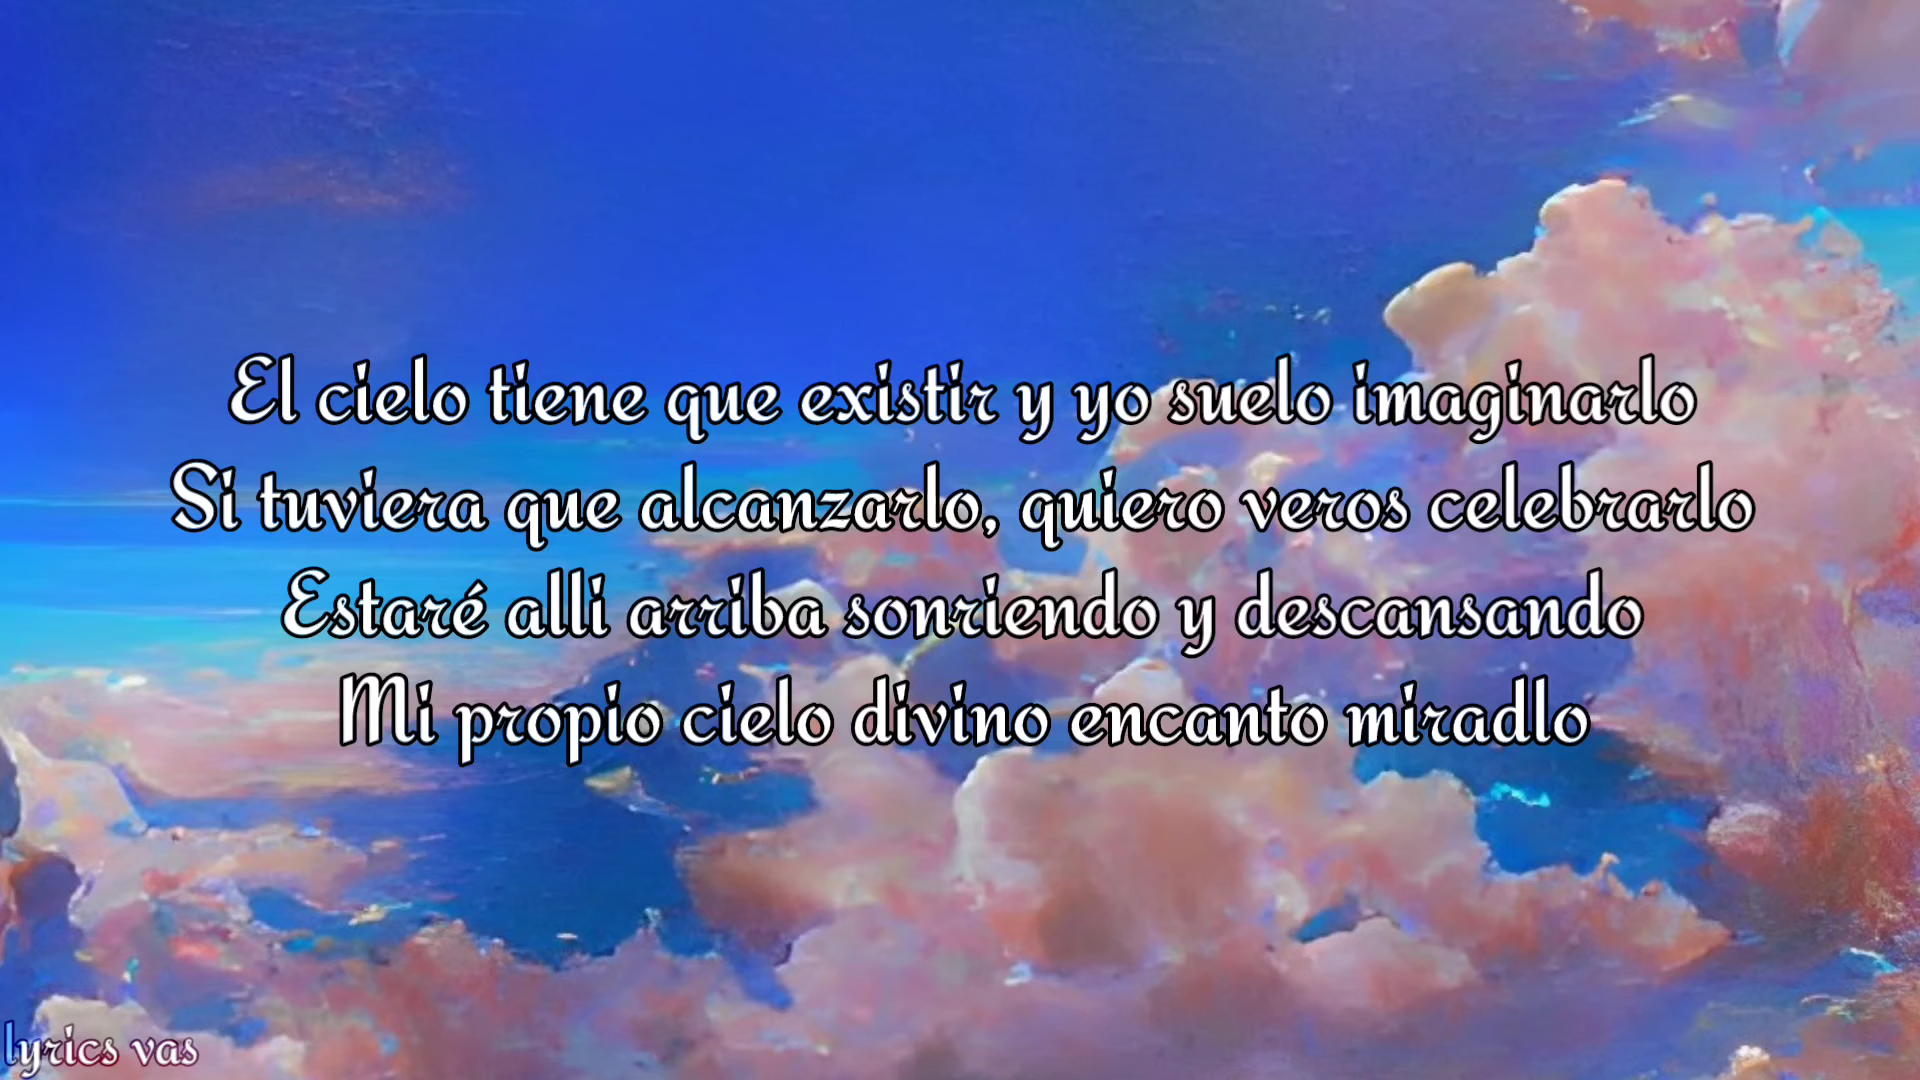 El cielo tiene que existir y yo suelo imaginarlo
Si tuviera que alcanzarlo, quiero veros celebrarlo
Estaré alli arriba sonriendo y descansando
Mi propio cielo divino encanto miradlo
lyrics vas